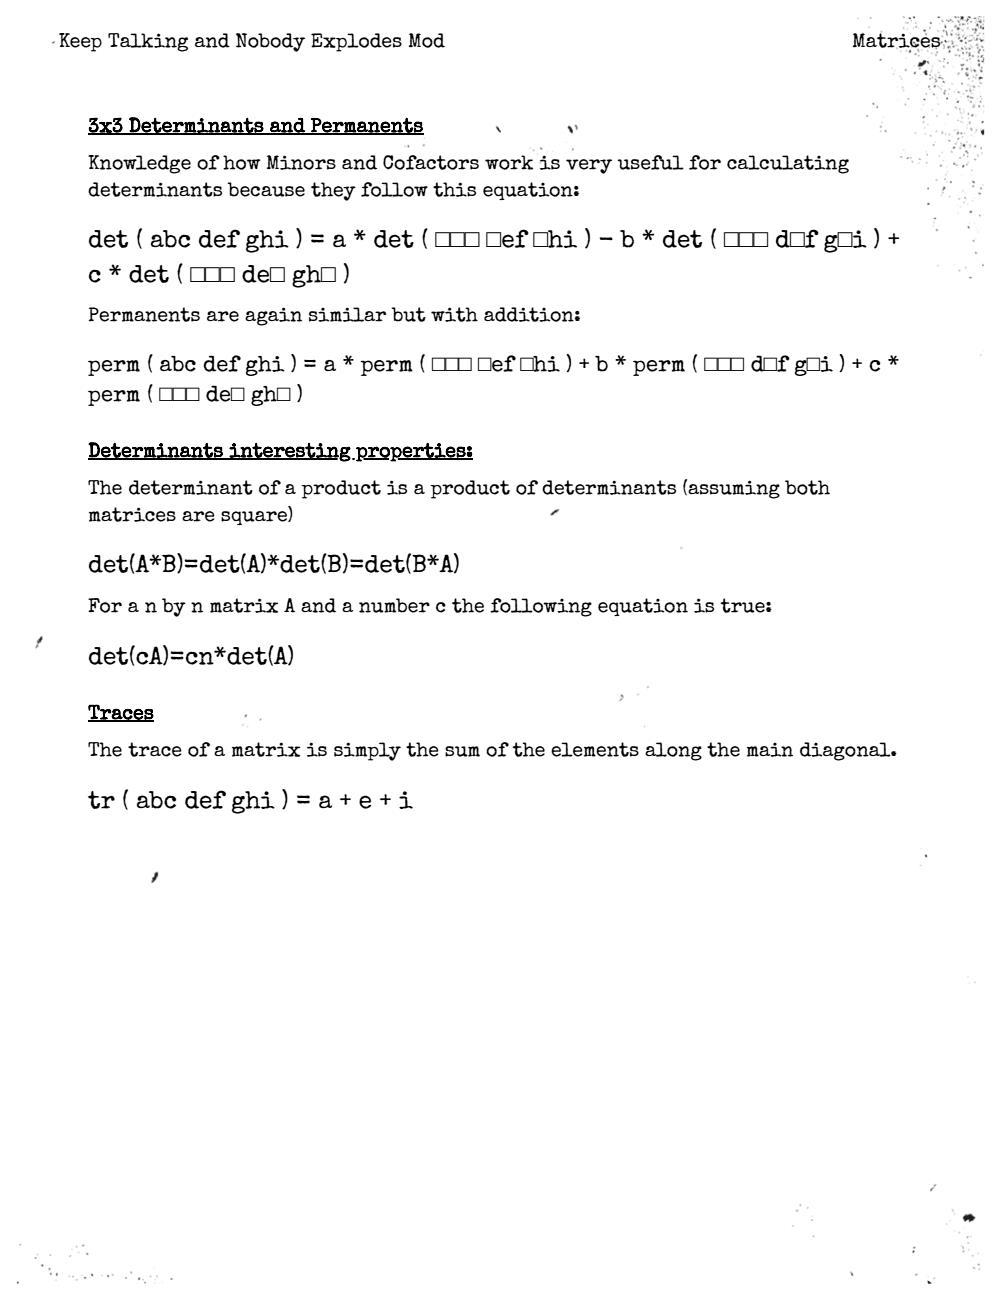 Keep Talking and Nobody Explodes Mod Matrices
3x3 Determinants and Permanents
Knowledge of how Minors and Cofactors work is very useful for calculating
determinants because they follow this equation:
det ( abc def ghi ) = a * det ( □□□ □ef □hi ) − b * det ( □□□ d□f g□i ) +
c * det ( □□□ de□ gh□ )
Permanents are again similar but with addition:
perm ( abc def ghi ) = a * perm ( □□□ □ef □hi ) + b * perm ( □□□ d□f g□i ) + c *
perm ( □□□ de□ gh□ )
Determinants interesting properties:
The determinant of a product is a product of determinants (assuming both
matrices are square)
det(A*B)=det(A)*det(B)=det(B*A)
For a n by n matrix A and a number c the following equation is true:
det(cA)=cn*det(A)
Traces
The trace of a matrix is simply the sum of the elements along the main diagonal.
tr ( abc def ghi ) = a + e + i